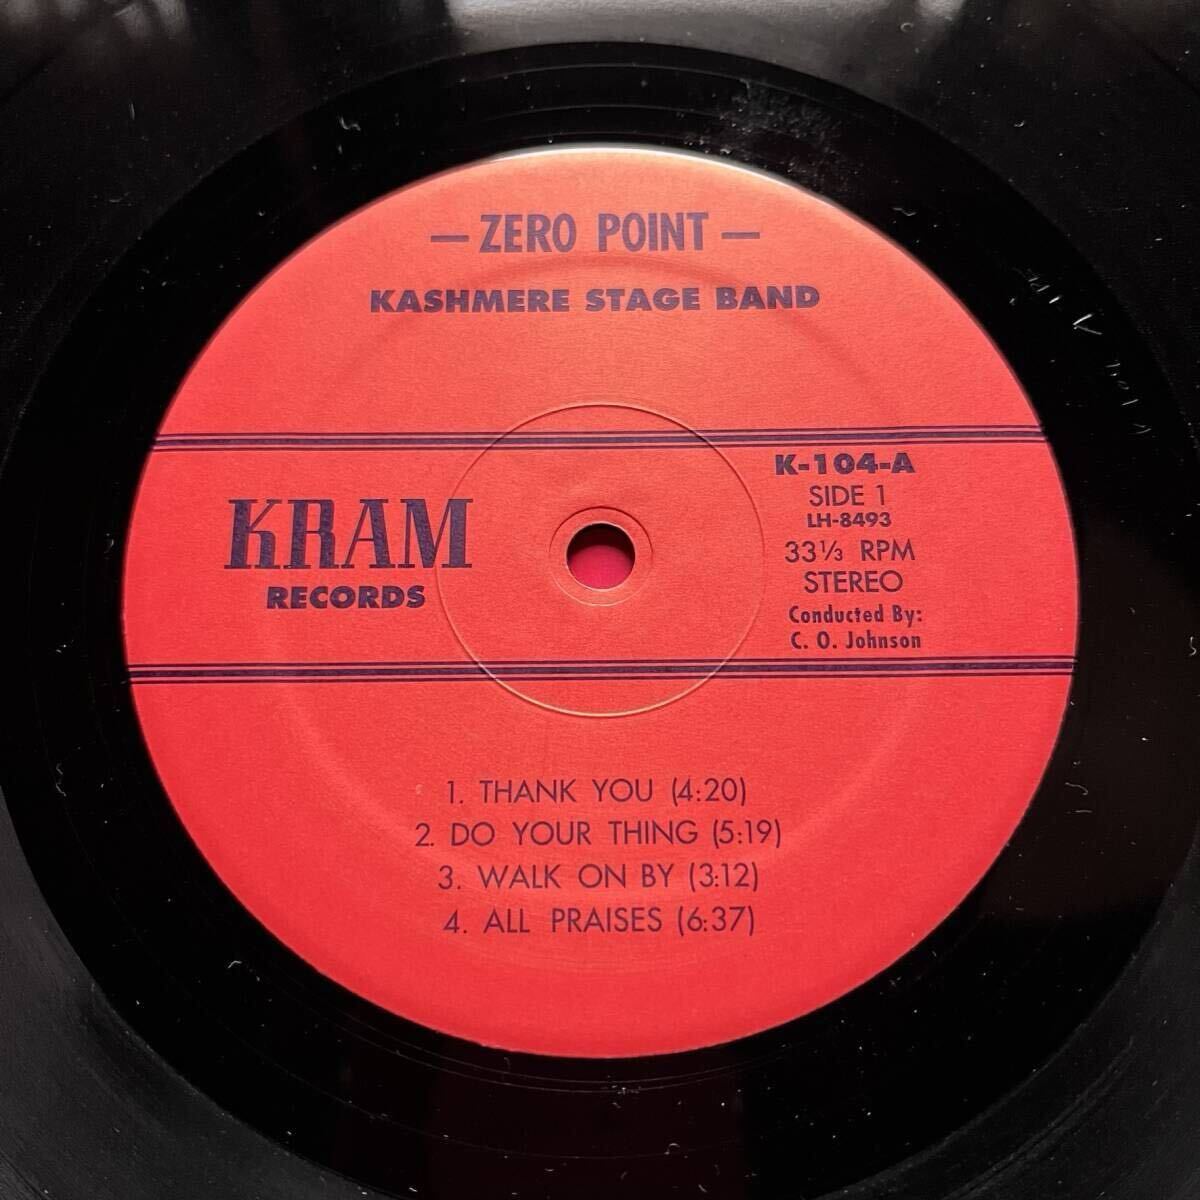 — ZERO POINT —
KASHMERE STAGE BAND
KRAM
RECORDS
K-104-A
SIDE 1
LH-8493
33⅓ RPM
STEREO
Conducted By:
C. O. Johnson
1. THANK YOU (4:20)
2. DO YOUR THING (5:19)
3. WALK ON BY (3:12)
4. ALL PRAISES (6:37)